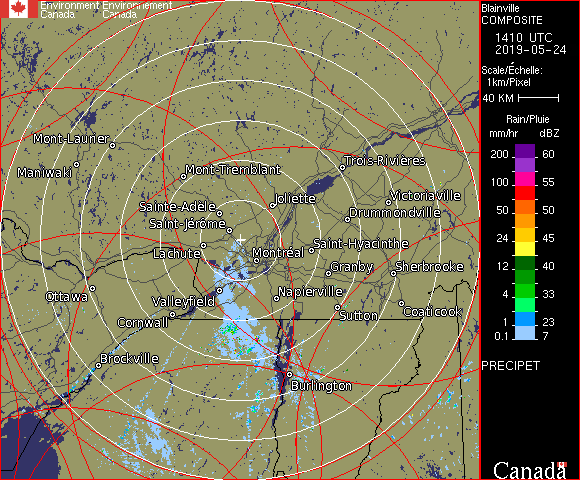 Environment Environnement
Canada Canada
Blainville
COMPOSITE
1410 UTC
2019-05-24
Scale/Échelle:
1km/Pixel
40 KM
Rain/Pluie
mm/hr dBZ
200 60
100 55
50 50
24 45
12 40
4 33
1 23
0.1 7
PRECIPET
Canada
Mont-Laurier
Maniwaki
Mont-Tremblant
Trois-Rivières
Joliette
Victoriaville
Sainte-Adèle
Drummondville
Saint-Jérôme
Saint-Hyacinthe
Lachute
Montréal
Granby
Sherbrooke
Ottawa
Valleyfield
Napierville
Cornwall
Sutton
Coaticook
Brockville
Burlington